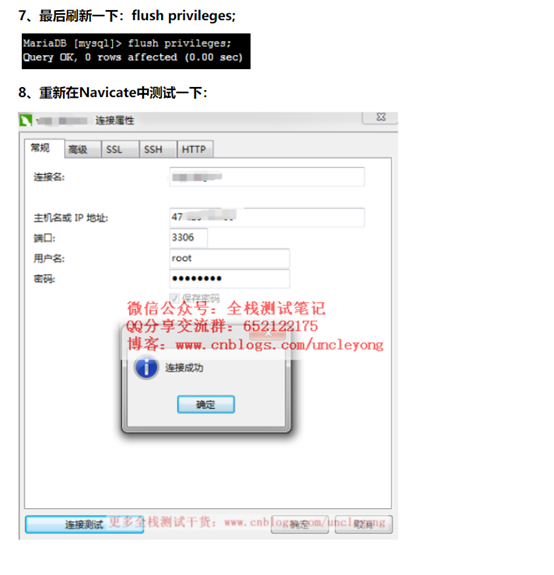 7、最后刷新一下：flush privileges;
MariaDB [mysql]> flush privileges;
Query OK, 0 rows affected (0.00 sec)
8、重新在Navicate中测试一下：
连接属性
常规 高级 SSL SSH HTTP
连接名:
主机名或 IP 地址: 47
端口: 3306
用户名: root
密码: ●●●●●●●●
保存密码
微信公众号：全栈测试笔记
QQ分享交流群：652122175
博客：www.cnblogs.com/uncleyong
连接成功
确定
连接测试 更多全栈测试干货：www.cnblogs.com/uncleyong 确定 取消